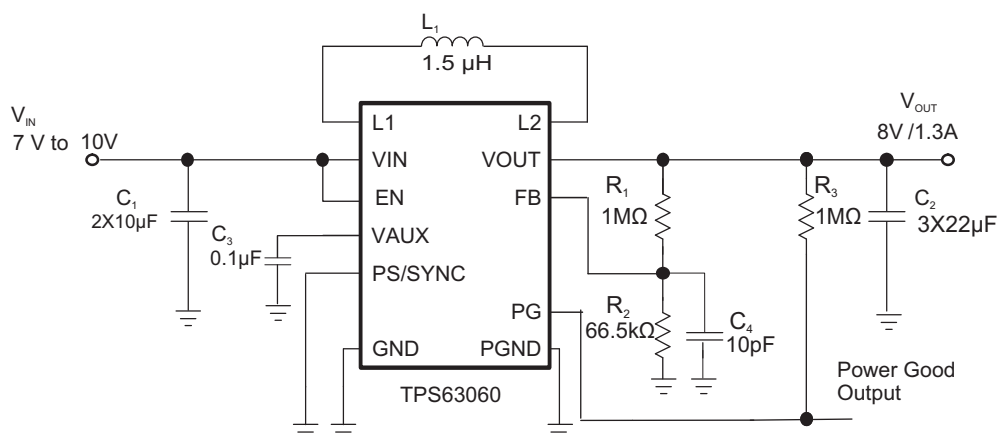 L₁
1.5 µH
V_IN
7 V to 10V
V_OUT
8V /1.3A
L1
L2
VIN
VOUT
EN
FB
VAUX
PS/SYNC
PG
GND
PGND
TPS63060
C₁
2X10µF
C₃
0.1µF
R₁
1MΩ
R₂
66.5kΩ
C₄
10pF
R₃
1MΩ
C₂
3X22µF
Power Good
Output